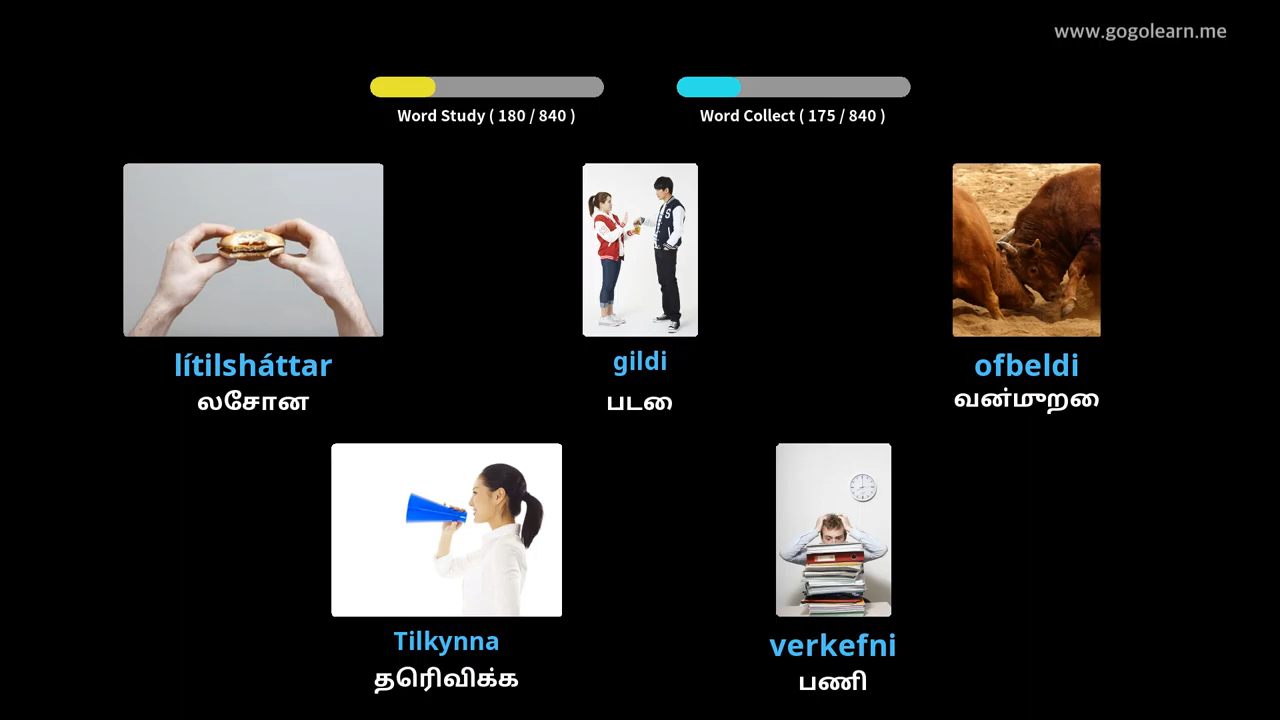 www.gogolearn.me
Word Study ( 180 / 840 )
Word Collect ( 175 / 840 )
lítilsháttar
லசோன
gildi
படை
ofbeldi
வன்முறை
Tilkynna
தெரிவிக்க
verkefni
பணி